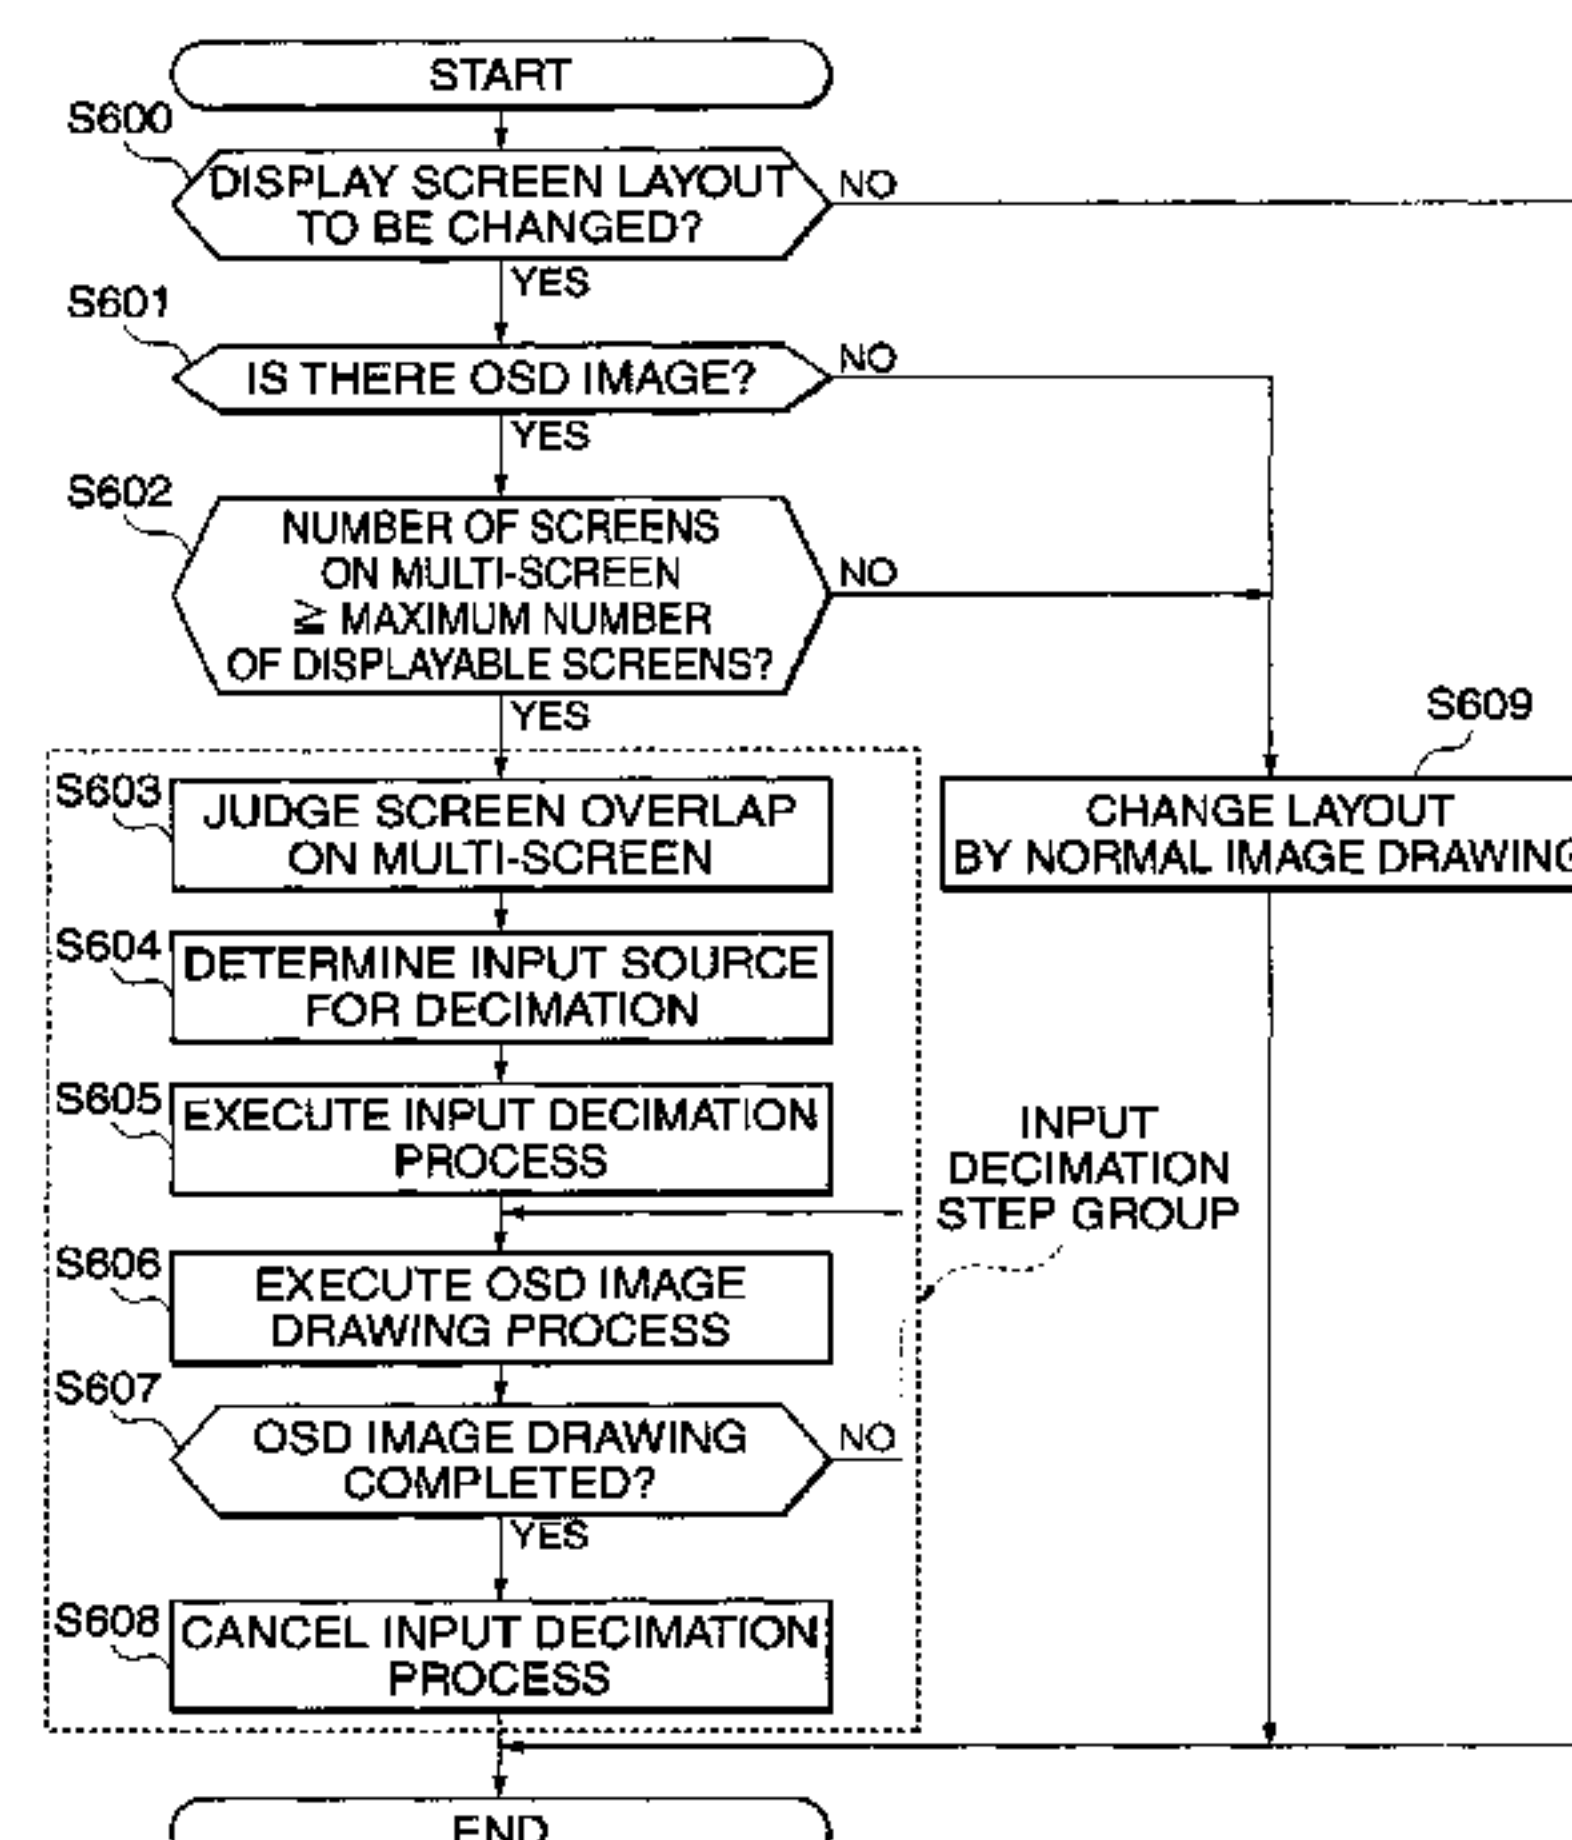 START
S600
DISPLAY SCREEN LAYOUT
TO BE CHANGED?
NO
YES
S601
IS THERE OSD IMAGE?
NO
YES
S602
NUMBER OF SCREENS
ON MULTI-SCREEN
≧ MAXIMUM NUMBER
OF DISPLAYABLE SCREENS?
NO
YES
S609
CHANGE LAYOUT
BY NORMAL IMAGE DRAWING
S603
JUDGE SCREEN OVERLAP
ON MULTI-SCREEN
S604
DETERMINE INPUT SOURCE
FOR DECIMATION
S605
EXECUTE INPUT DECIMATION
PROCESS
INPUT
DECIMATION
STEP GROUP
S606
EXECUTE OSD IMAGE
DRAWING PROCESS
S607
OSD IMAGE DRAWING
COMPLETED?
NO
YES
S608
CANCEL INPUT DECIMATION
PROCESS
END